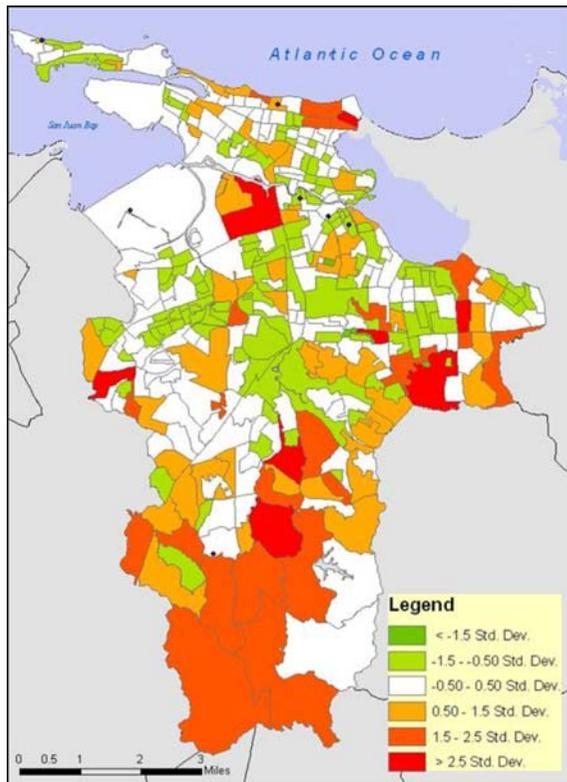 Atlantic Ocean
San Juan Bay
Legend
< -1.5 Std. Dev.
-1.5 - -0.50 Std. Dev.
-0.50 - 0.50 Std. Dev.
0.50 - 1.5 Std. Dev.
1.5 - 2.5 Std. Dev.
> 2.5 Std. Dev.
0 0.5 1 2 3
Miles